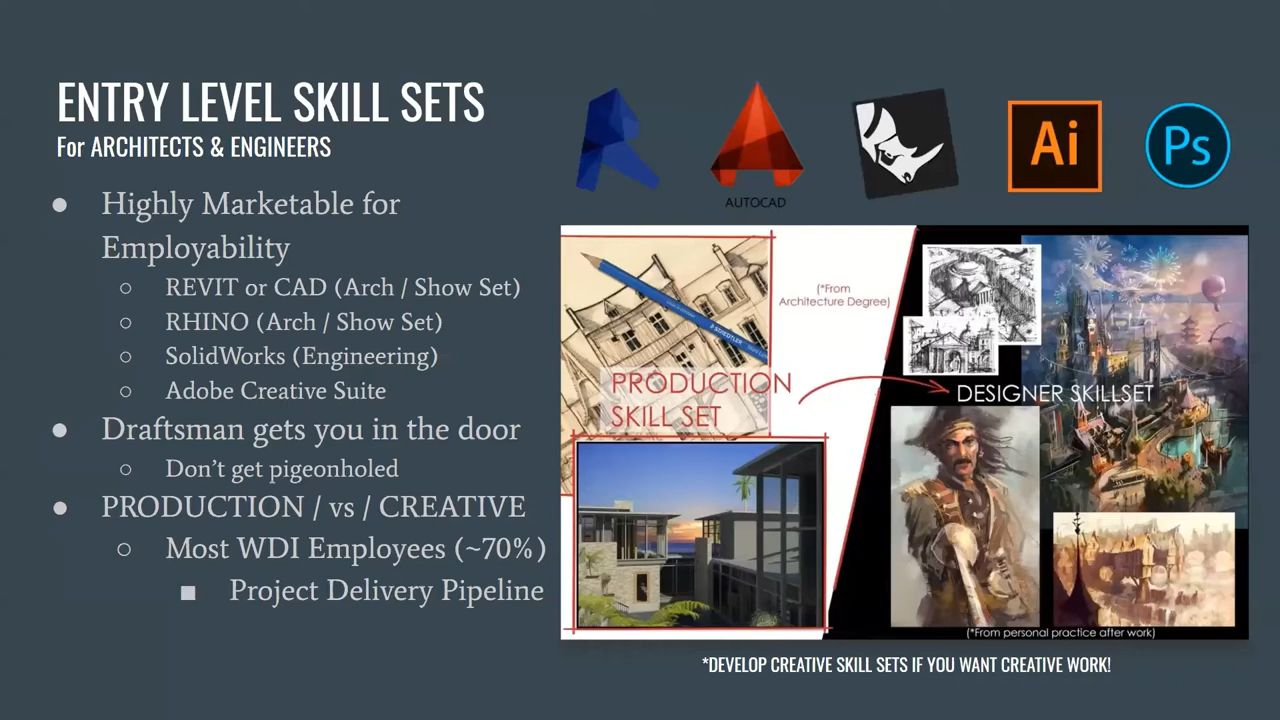 ENTRY LEVEL SKILL SETS
For ARCHITECTS & ENGINEERS
● Highly Marketable for
Employability
○ REVIT or CAD (Arch / Show Set)
○ RHINO (Arch / Show Set)
○ SolidWorks (Engineering)
○ Adobe Creative Suite
● Draftsman gets you in the door
○ Don't get pigeonholed
● PRODUCTION / vs / CREATIVE
○ Most WDI Employees (~70%)
■ Project Delivery Pipeline
AUTOCAD
Ai
Ps
(*From
Architecture Degree)
STAEDTLER
PRODUCTION
SKILL SET
DESIGNER SKILLSET
(*From personal practice after work)
*DEVELOP CREATIVE SKILL SETS IF YOU WANT CREATIVE WORK!